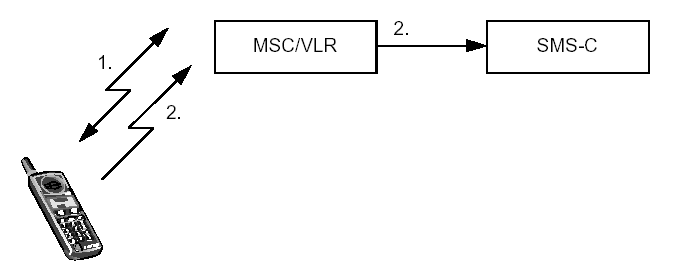 MSC/VLR
2.
SMS-C
1.
2.